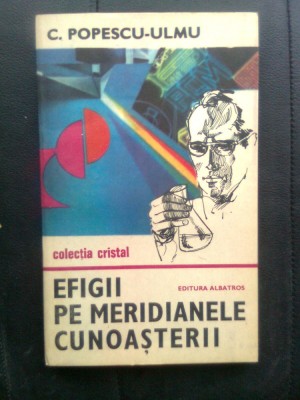 C. POPESCU-ULMU
colecția cristal
EDITURA ALBATROS
EFIGII
PE MERIDIANELE
CUNOAȘTERII